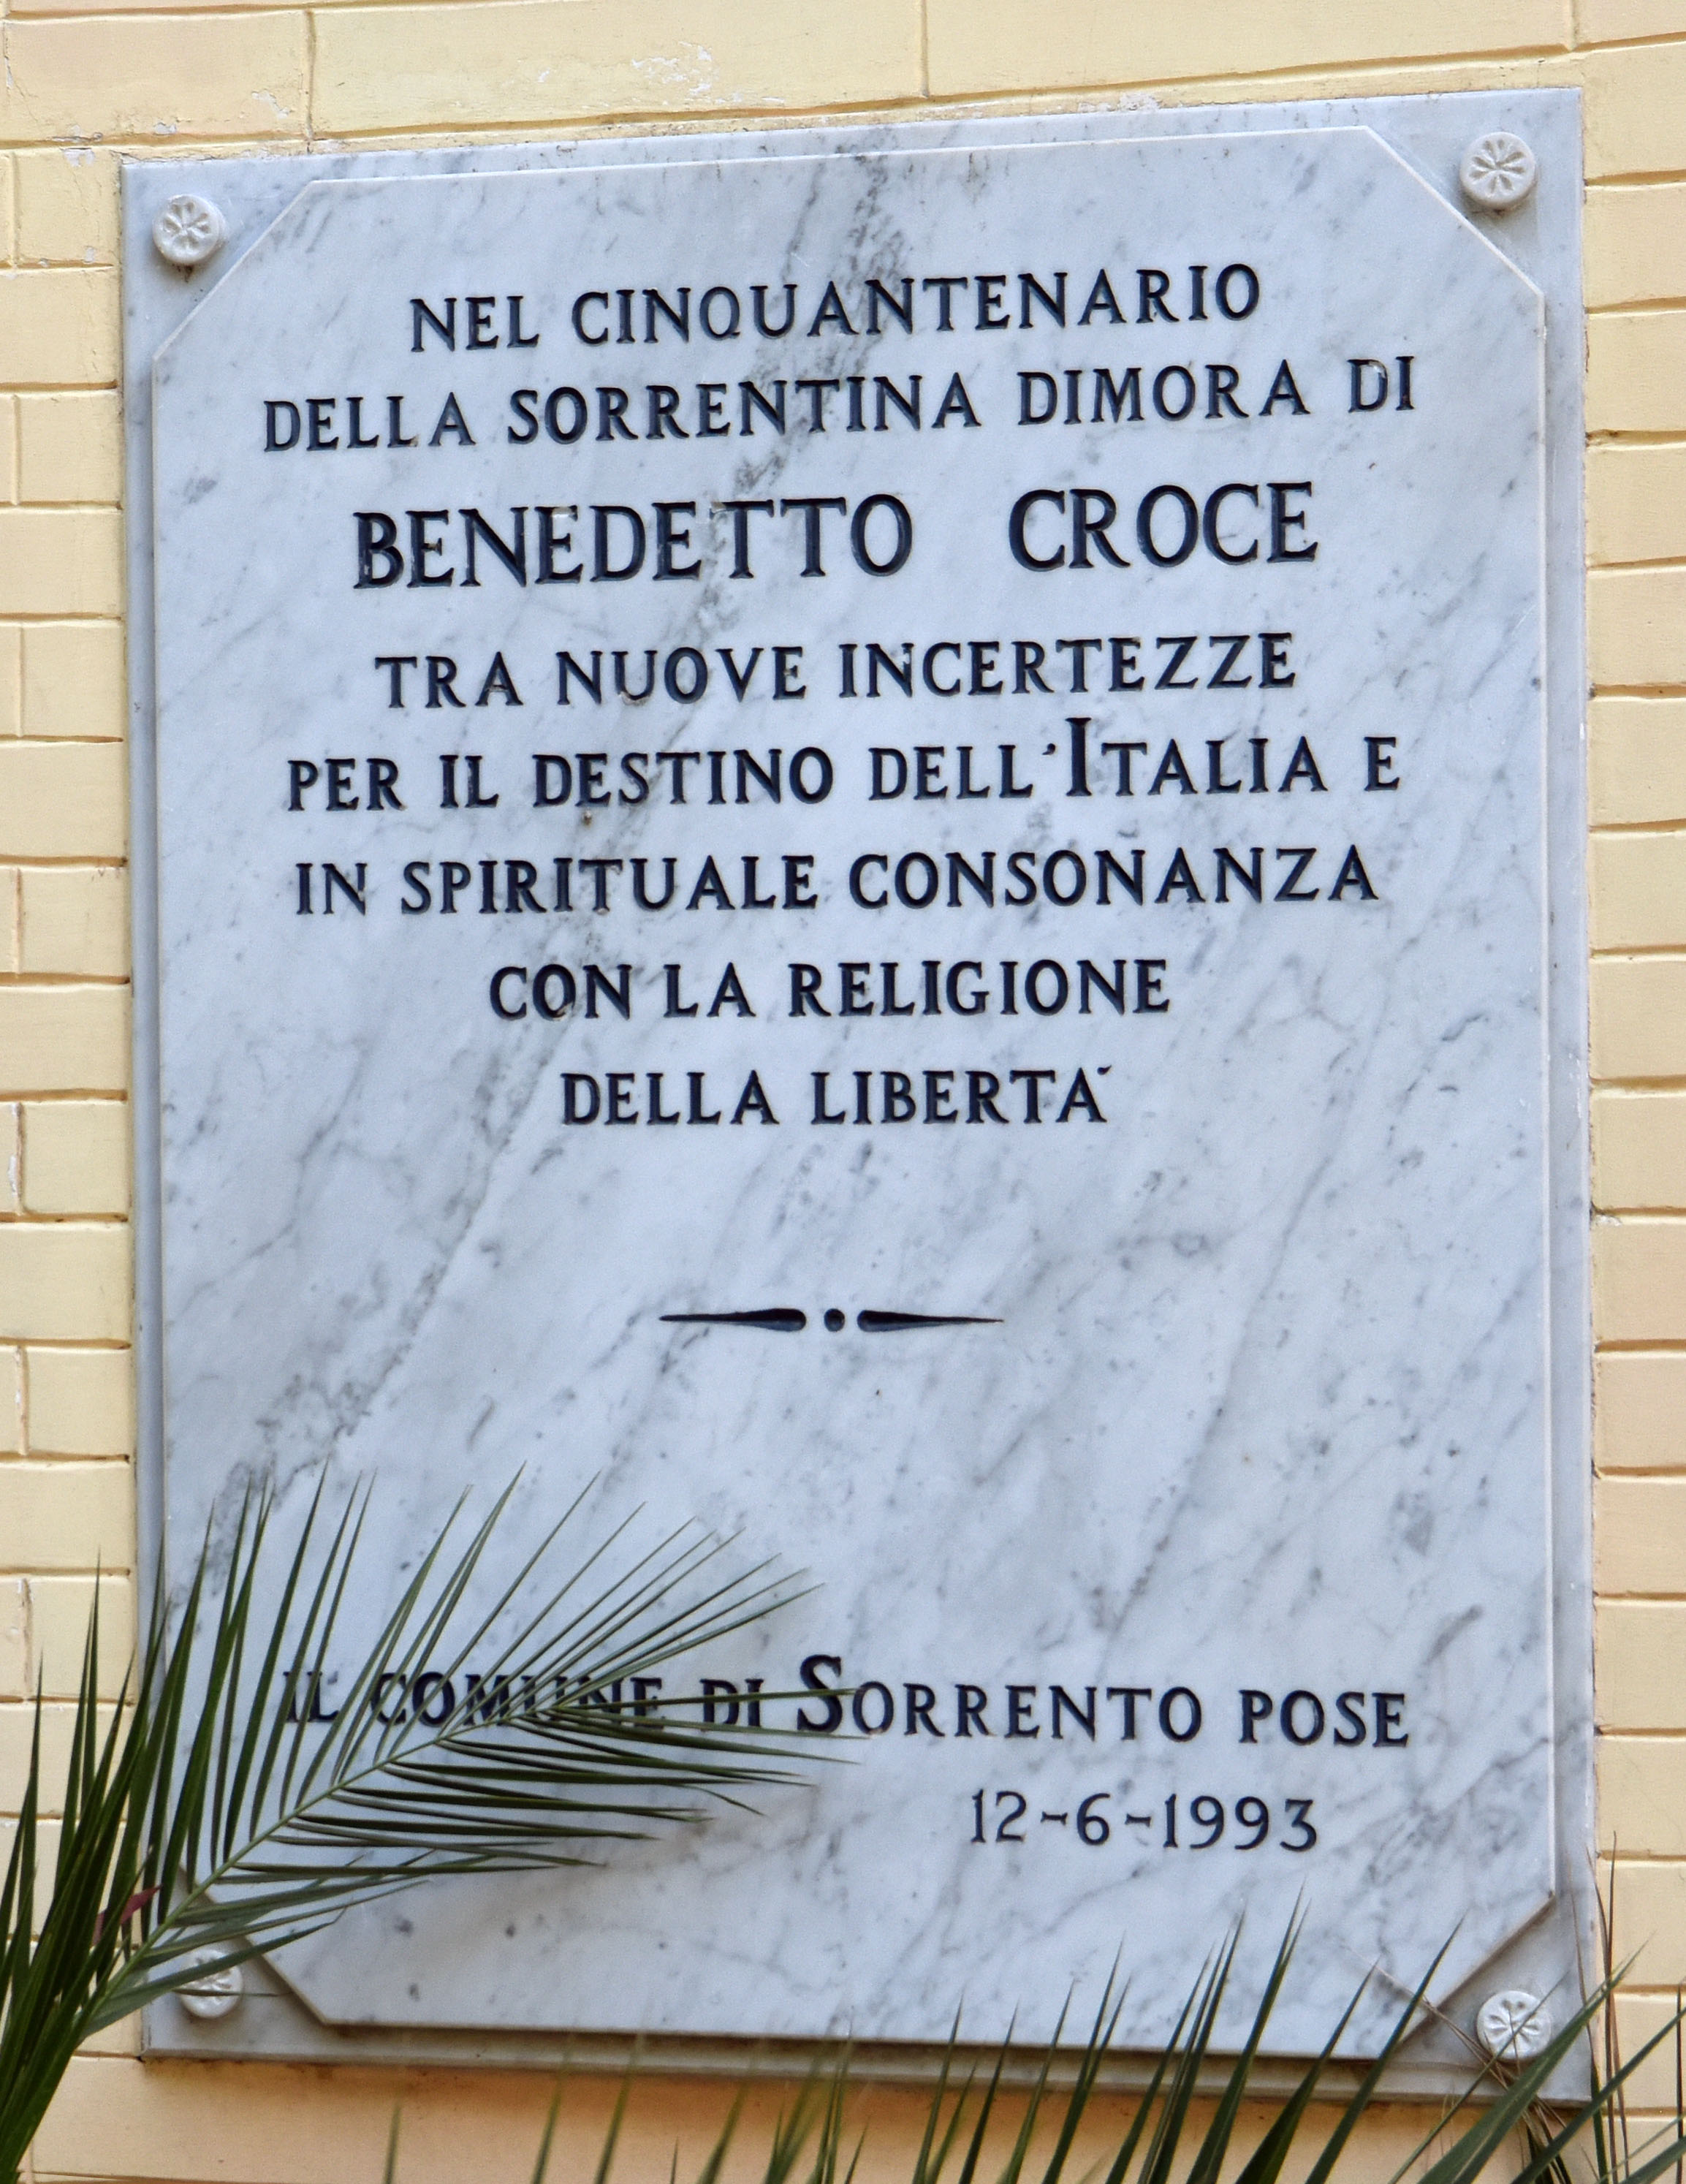 NEL CINQUANTENARIO
DELLA SORRENTINA DIMORA DI
BENEDETTO CROCE
TRA NUOVE INCERTEZZE
PER IL DESTINO DELL'ITALIA E
IN SPIRITUALE CONSONANZA
CON LA RELIGIONE
DELLA LIBERTA'
IL COMUNE DI SORRENTO POSE
12-6-1993